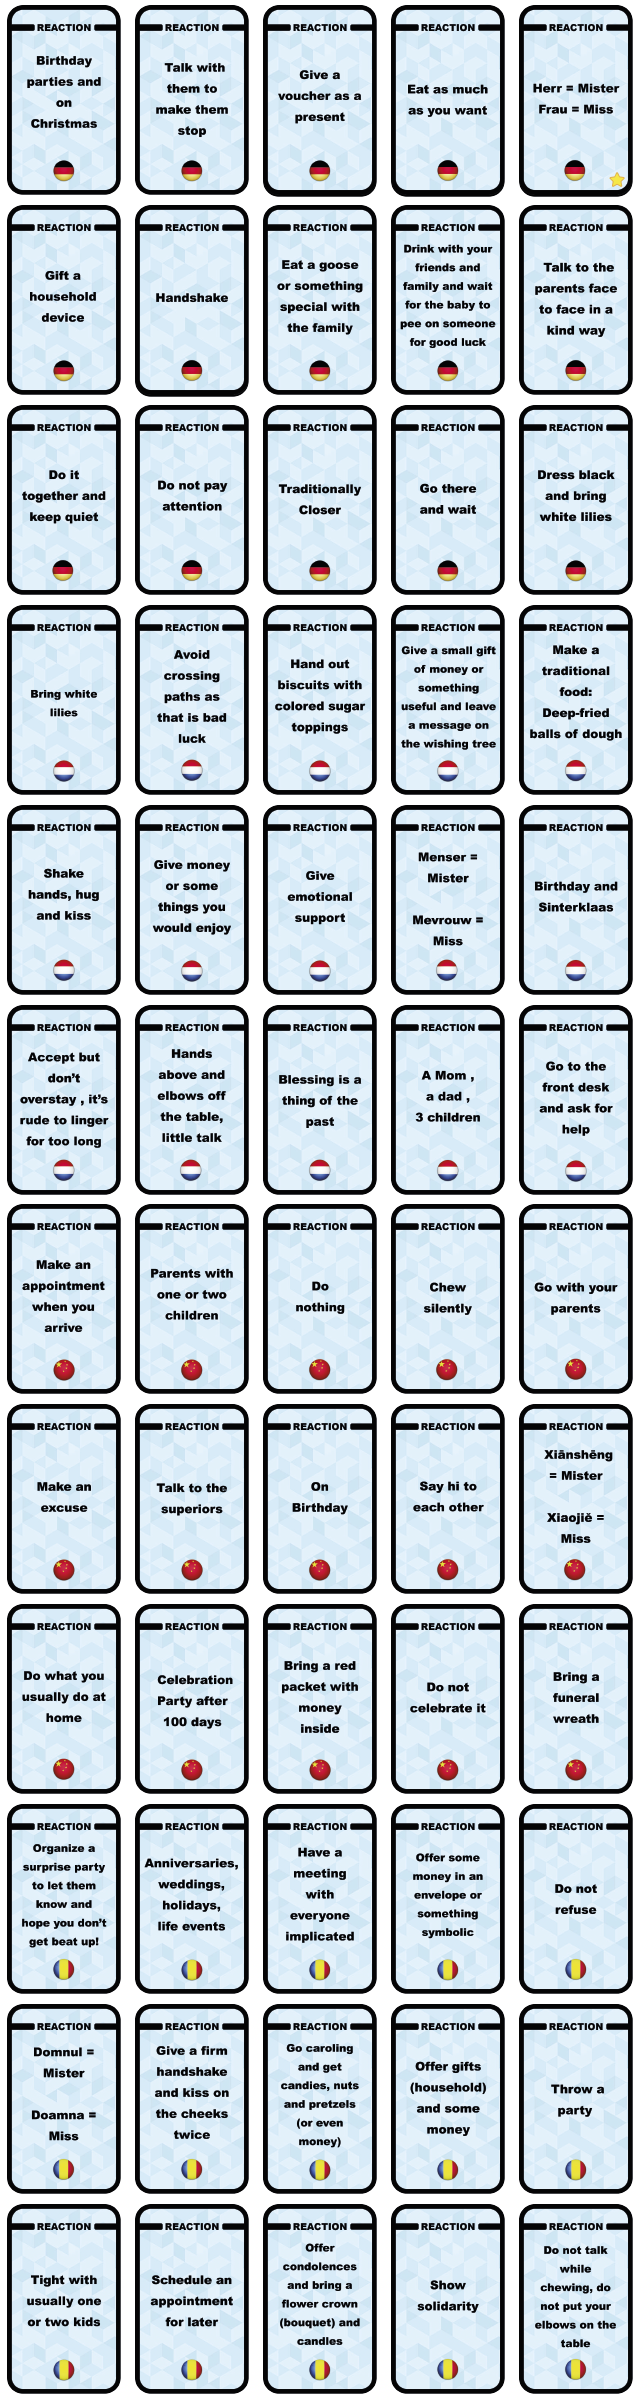 REACTION
Birthday
parties and
on
Christmas
REACTION
Talk with
them to
make them
stop
REACTION
Give a
voucher as a
present
REACTION
Eat as much
as you want
REACTION
Herr = Mister
Frau = Miss
REACTION
Gift a
household
device
REACTION
Handshake
REACTION
Eat a goose
or something
special with
the family
REACTION
Drink with your
friends and
family and wait
for the baby to
pee on someone
for good luck
REACTION
Talk to the
parents face
to face in a
kind way
REACTION
Do it
together and
keep quiet
REACTION
Do not pay
attention
REACTION
Traditionally
Closer
REACTION
Go there
and wait
REACTION
Dress black
and bring
white lilies
REACTION
Bring white
lilies
REACTION
Avoid
crossing
paths as
that is bad
luck
REACTION
Hand out
biscuits with
colored sugar
toppings
REACTION
Give a small gift
of money or
something
useful and leave
a message on
the wishing tree
REACTION
Make a
traditional
food:
Deep-fried
balls of dough
REACTION
Shake
hands, hug
and kiss
REACTION
Give money
or some
things you
would enjoy
REACTION
Give
emotional
support
REACTION
Menser =
Mister
Mevrouw =
Miss
REACTION
Birthday and
Sinterklaas
REACTION
Accept but
don't
overstay , it's
rude to linger
for too long
REACTION
Hands
above and
elbows off
the table,
little talk
REACTION
Blessing is a
thing of the
past
REACTION
A Mom ,
a dad ,
3 children
REACTION
Go to the
front desk
and ask for
help
REACTION
Make an
appointment
when you
arrive
REACTION
Parents with
one or two
children
REACTION
Do
nothing
REACTION
Chew
silently
REACTION
Go with your
parents
REACTION
Make an
excuse
REACTION
Talk to the
superiors
REACTION
On
Birthday
REACTION
Say hi to
each other
REACTION
Xiānshēng
= Mister
Xiaojiě =
Miss
REACTION
Do what you
usually do at
home
REACTION
Celebration
Party after
100 days
REACTION
Bring a red
packet with
money
inside
REACTION
Do not
celebrate it
REACTION
Bring a
funeral
wreath
REACTION
Organize a
surprise party
to let them
know and
hope you don't
get beat up!
REACTION
Anniversaries,
weddings,
holidays,
life events
REACTION
Have a
meeting
with
everyone
implicated
REACTION
Offer some
money in an
envelope or
something
symbolic
REACTION
Do not
refuse
REACTION
Domnul =
Mister
Doamna =
Miss
REACTION
Give a firm
handshake
and kiss on
the cheeks
twice
REACTION
Go caroling
and get
candies, nuts
and pretzels
(or even
money)
REACTION
Offer gifts
(household)
and some
money
REACTION
Throw a
party
REACTION
Tight with
usually one
or two kids
REACTION
Schedule an
appointment
for later
REACTION
Offer
condolences
and bring a
flower crown
(bouquet) and
candles
REACTION
Show
solidarity
REACTION
Do not talk
while
chewing, do
not put your
elbows on the
table